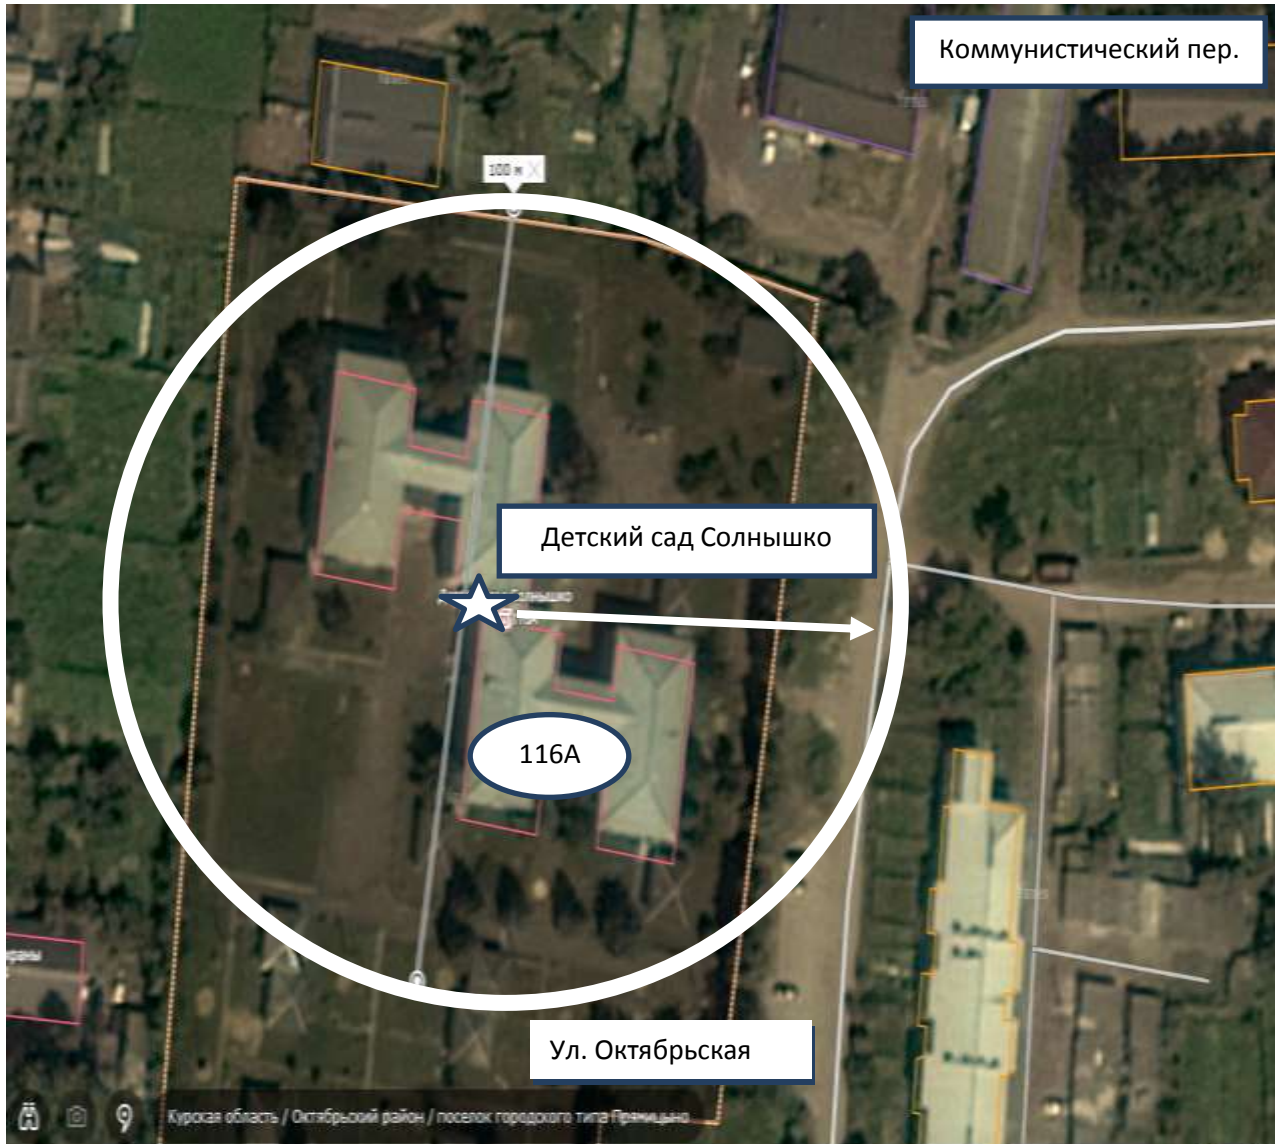 Коммунистический пер.
100 м
Детский сад Солнышко
116А
Ул. Октябрьская
Курская область / Октябрьский район / поселок городского типа Прямицыно